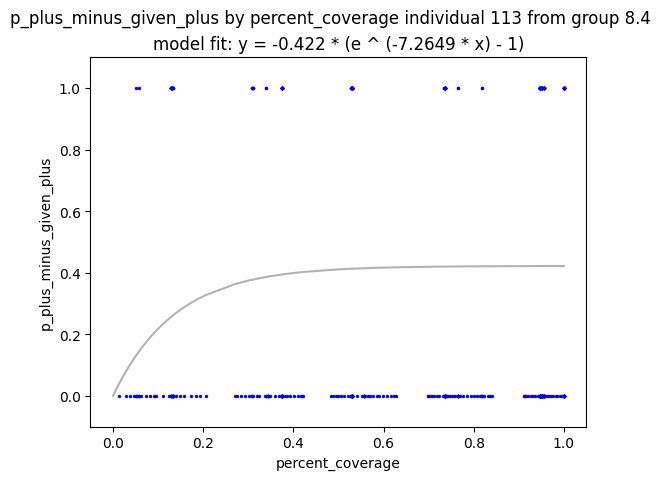 p_plus_minus_given_plus by percent_coverage individual 113 from group 8.4
model fit: y = -0.422 * (e ^ (-7.2649 * x) - 1)
1.0
0.8
0.6
0.4
0.2
0.0
p_plus_minus_given_plus
0.0 0.2 0.4 0.6 0.8 1.0
percent_coverage